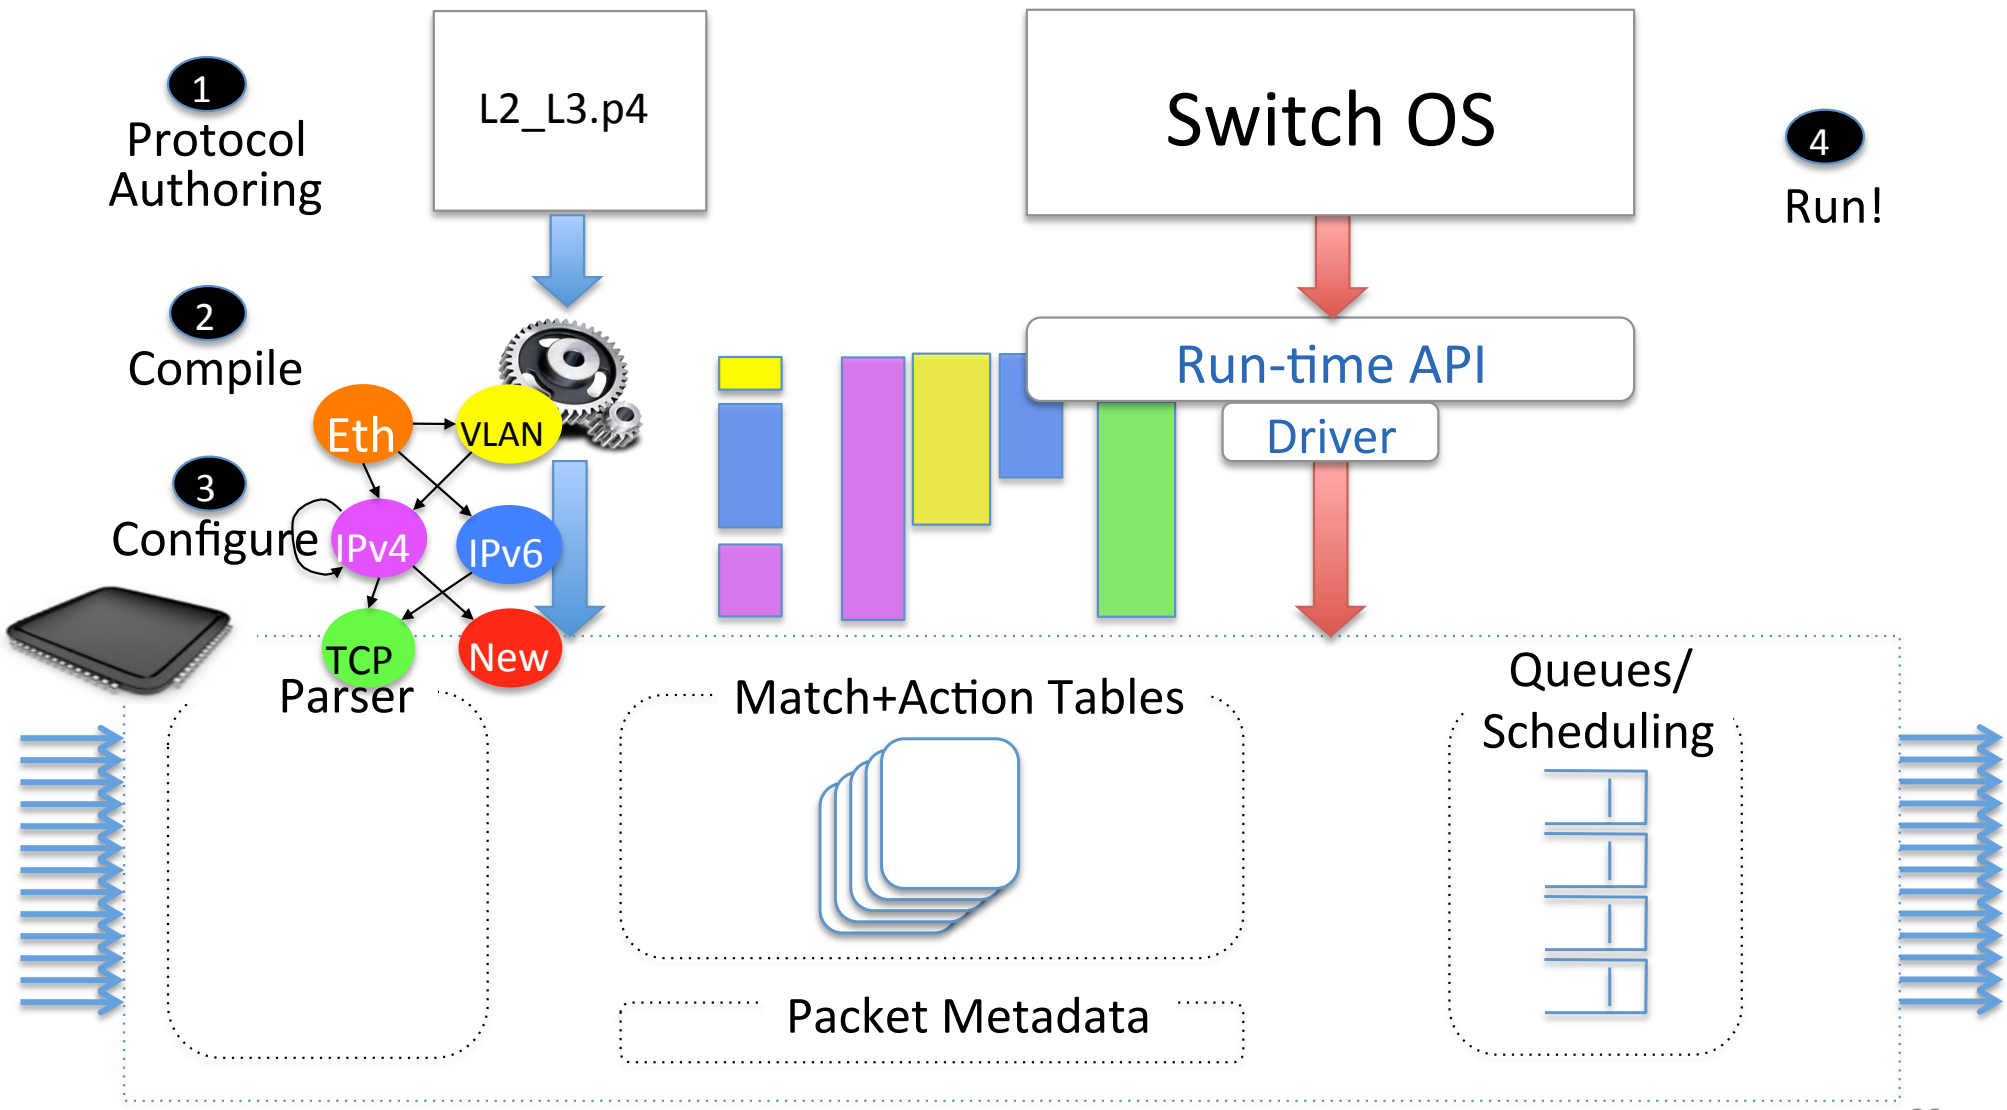 1
Protocol
Authoring
L2_L3.p4
Switch OS
4
Run!
2
Compile
Run-time API
Driver
Eth
VLAN
3
Configure
IPv4
IPv6
TCP
New
Parser
Match+Action Tables
Queues/
Scheduling
Packet Metadata